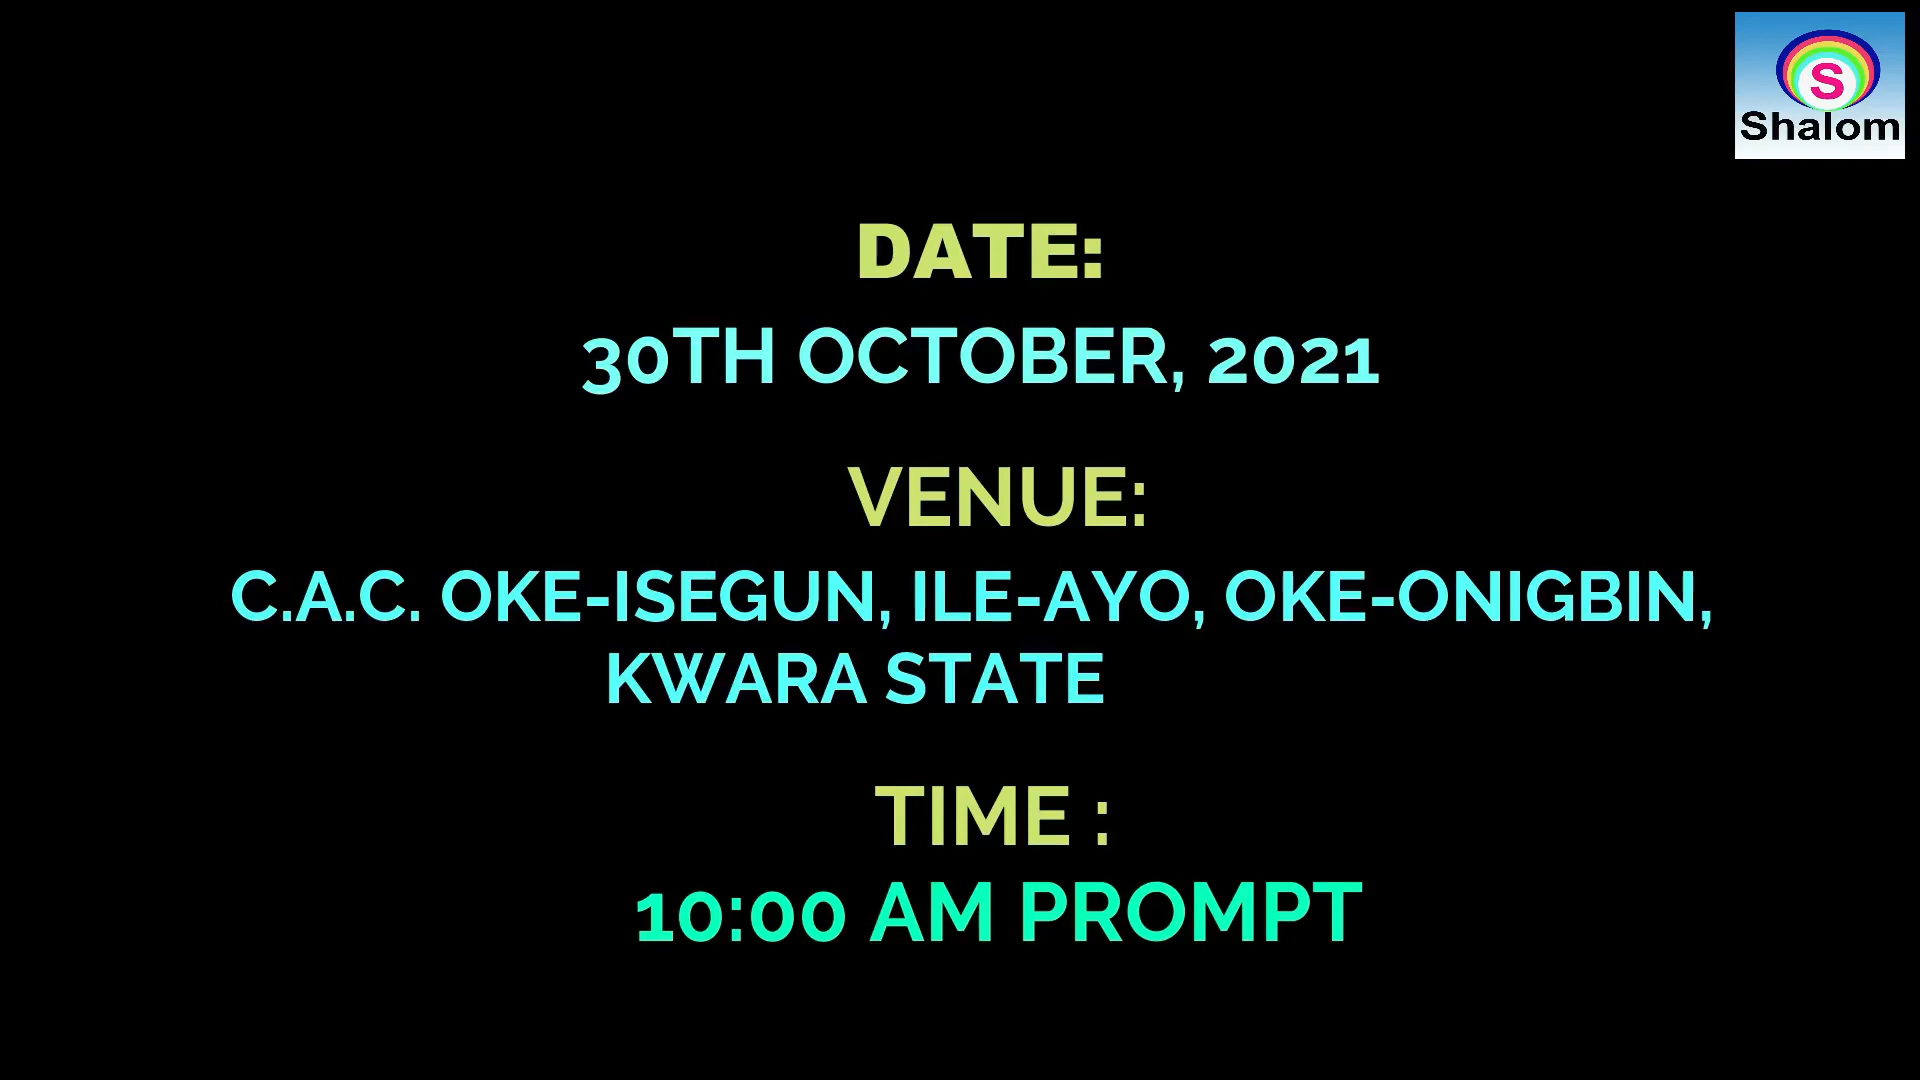 S
Shalom
DATE:
30TH OCTOBER, 2021
VENUE:
C.A.C. OKE-ISEGUN, ILE-AYO, OKE-ONIGBIN,
KWARA STATE
TIME :
10:00 AM PROMPT